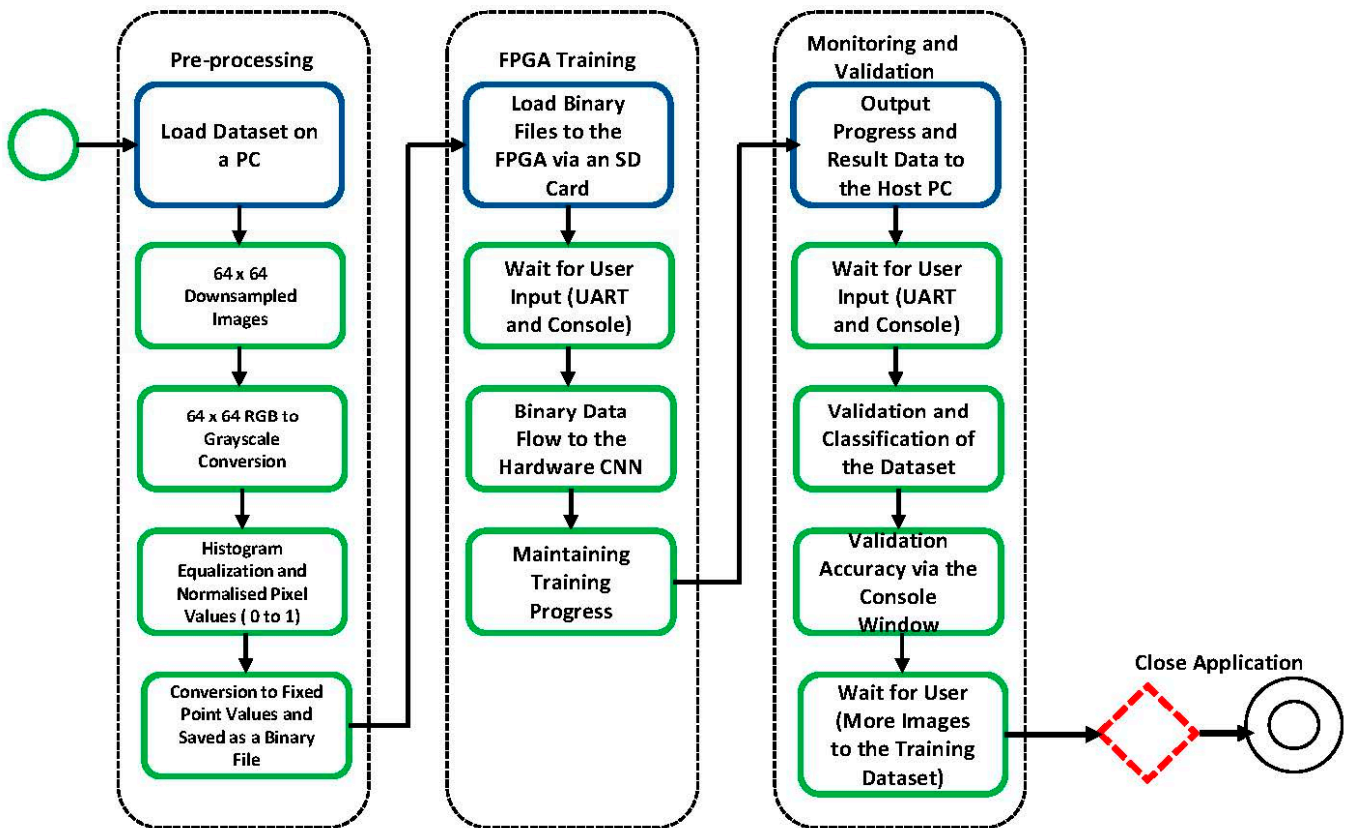 Pre-processing
Load Dataset on
a PC
64 x 64
Downsampled
Images
64 x 64 RGB to
Grayscale
Conversion
Histogram
Equalization and
Normalised Pixel
Values ( 0 to 1)
Conversion to Fixed
Point Values and
Saved as a Binary
File
FPGA Training
Load Binary
Files to the
FPGA via an SD
Card
Wait for User
Input (UART
and Console)
Binary Data
Flow to the
Hardware CNN
Maintaining
Training
Progress
Monitoring and
Validation
Output
Progress and
Result Data to
the Host PC
Wait for User
Input (UART
and Console)
Validation and
Classification of
the Dataset
Validation
Accuracy via the
Console
Window
Wait for User
(More Images
to the Training
Dataset)
Close Application